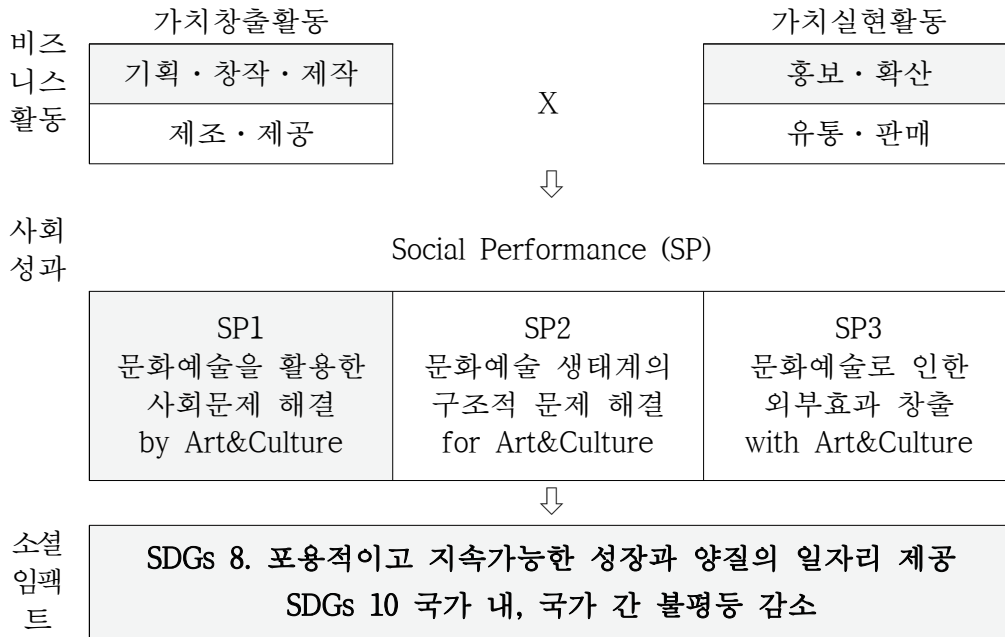 가치창출활동
가치실현활동
비즈
니스
활동
기획・창작・제작
제조・제공
X
홍보・확산
유통・판매
⇩
사회
성과
Social Performance (SP)
SP1
문화예술을 활용한
사회문제 해결
by Art&Culture
SP2
문화예술 생태계의
구조적 문제 해결
for Art&Culture
SP3
문화예술로 인한
외부효과 창출
with Art&Culture
⇩
소셜
임팩
트
SDGs 8. 포용적이고 지속가능한 성장과 양질의 일자리 제공
SDGs 10 국가 내, 국가 간 불평등 감소